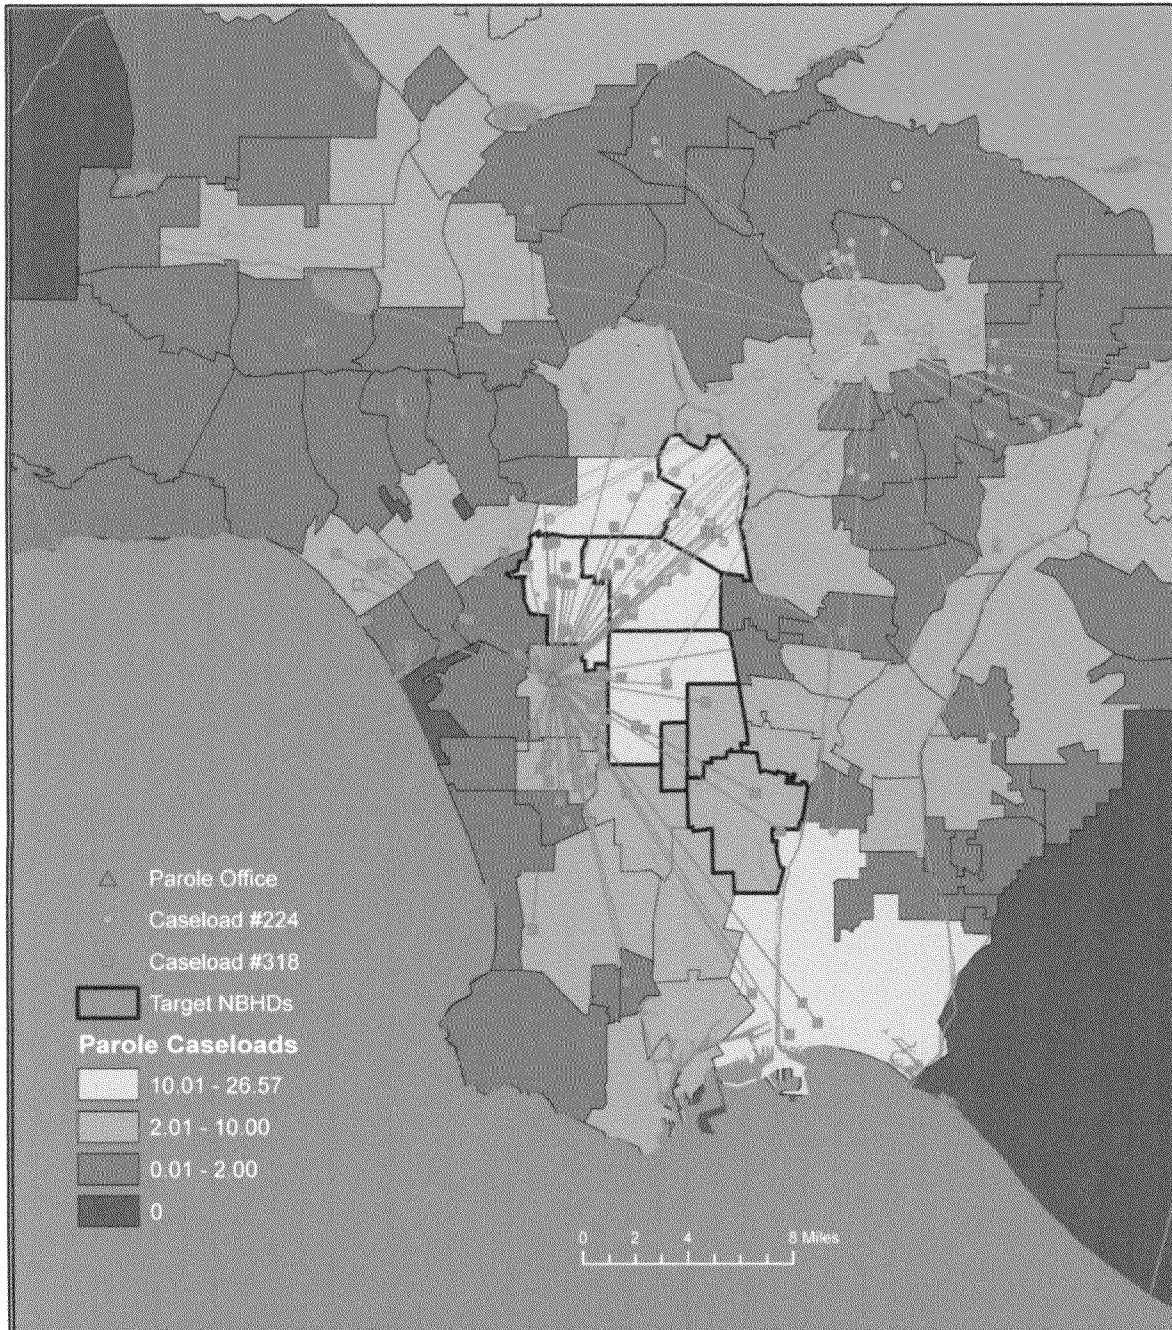 Parole Office
Caseload #224
Caseload #318
Target NBHDs
Parole Caseloads
10.01 - 26.57
2.01 - 10.00
0.01 - 2.00
0
0 2 4 8 Miles